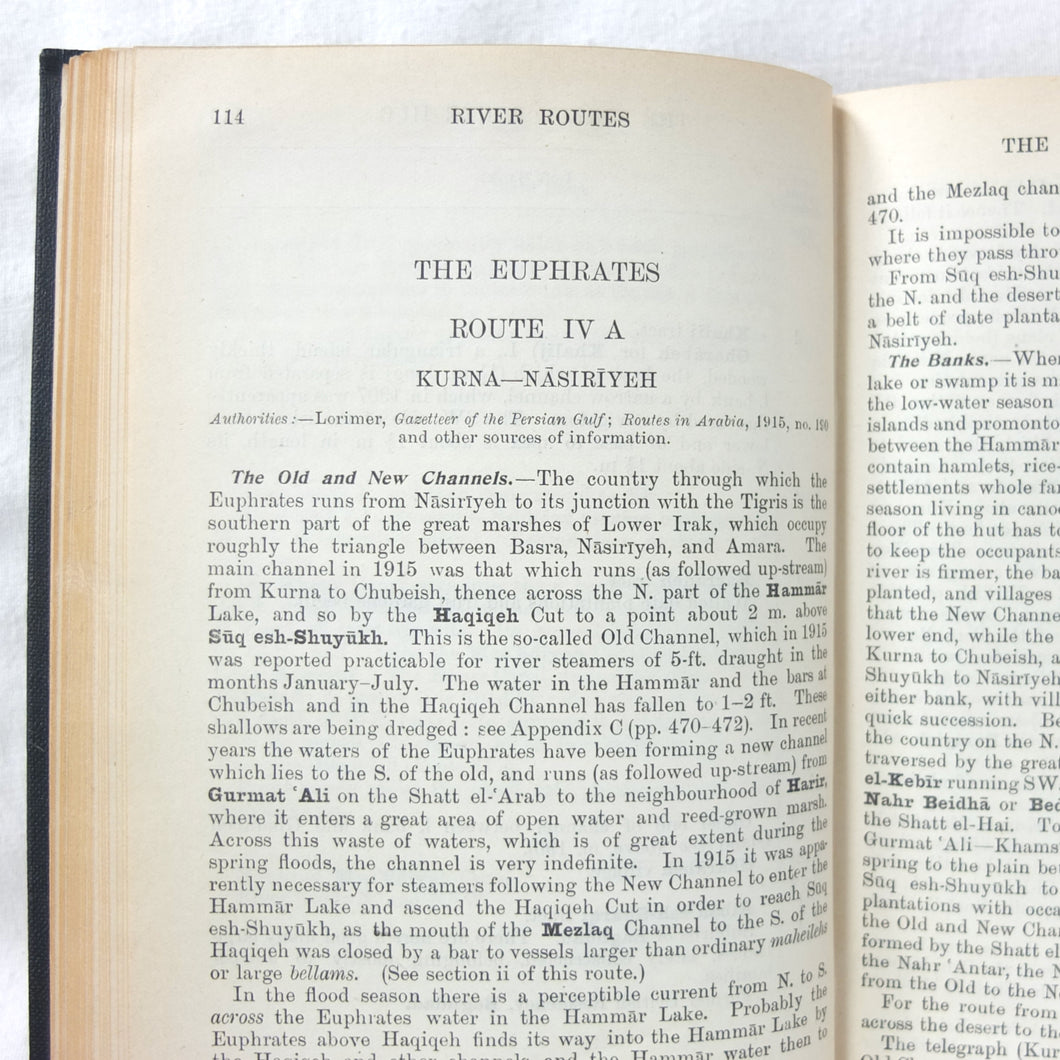 114 RIVER ROUTES
THE EUPHRATES
ROUTE IV A
KURNA—NĀSIRĪYEH
Authorities:—Lorimer, Gazetteer of the Persian Gulf; Routes in Arabia, 1915, no. 180
and other sources of information.
The Old and New Channels.—The country through which the
Euphrates runs from Nāsirīyeh to its junction with the Tigris is the
southern part of the great marshes of Lower Irak, which occupy
roughly the triangle between Basra, Nāsirīyeh, and Amara. The
main channel in 1915 was that which runs (as followed up-stream)
from Kurna to Chubeish, thence across the N. part of the Hammār
Lake, and so by the Haqiqeh Cut to a point about 2 m. above
Sūq esh-Shuyūkh. This is the so-called Old Channel, which in 1915
was reported practicable for river steamers of 5-ft. draught in the
months January–July. The water in the Hammār and the bars at
Chubeish and in the Haqiqeh Channel has fallen to 1–2 ft. These
shallows are being dredged : see Appendix C (pp. 470–472). In recent
years the waters of the Euphrates have been forming a new channel
which lies to the S. of the old, and runs (as followed up-stream) from
Gurmat ʿAli on the Shatt el-ʿArab to the neighbourhood of Harir,
where it enters a great area of open water and reed-grown marsh.
Across this waste of waters, which is of great extent during the
spring floods, the channel is very indefinite. In 1915 it was appa-
rently necessary for steamers following the New Channel to enter the
Hammār Lake and ascend the Haqiqeh Cut in order to reach Sūq
esh-Shuyūkh, as the mouth of the Mezlaq Channel to the S. of the
Haqiqeh was closed by a bar to vessels larger than ordinary maheilehs
or large bellams. (See section ii of this route.)
In the flood season there is a perceptible current from N. to S.
across the Euphrates water in the Hammār Lake. Probably the
Euphrates above Haqiqeh finds its way into the Hammār Lake by
the Haqiqeh and other channels and the Hammār water then to
THE
and the Mezlaq chan
470.
It is impossible to
where they pass thro
From Sūq esh-Shu
the N. and the desert
a belt of date planta
Nāsirīyeh.
The Banks.—Wher
lake or swamp it is m
the low-water season
islands and promonto
between the Hammār
contain hamlets, rice-
settlements whole fa
season living in cano
floor of the hut has to
to keep the occupants
river is firmer, the ba
planted, and villages
that the New Channe
lower end, while the
Kurna to Chubeish, a
Shuyūkh to Nāsirīyeh
either bank, with vill
quick succession. Be
the country on the N.
traversed by the great
el-Kebīr running SW.
Nahr Beidhā or Bed
the Shatt el-Hai. To
Gurmat ʿAli—Khams
spring to the plain be
Sūq esh-Shuyūkh to
plantations with occa
the Old and New Chan
formed by the Shatt el
the Nahr ʿAntar, the N
from the Old to the Ne
For the route from
across the desert to th
The telegraph (Kur